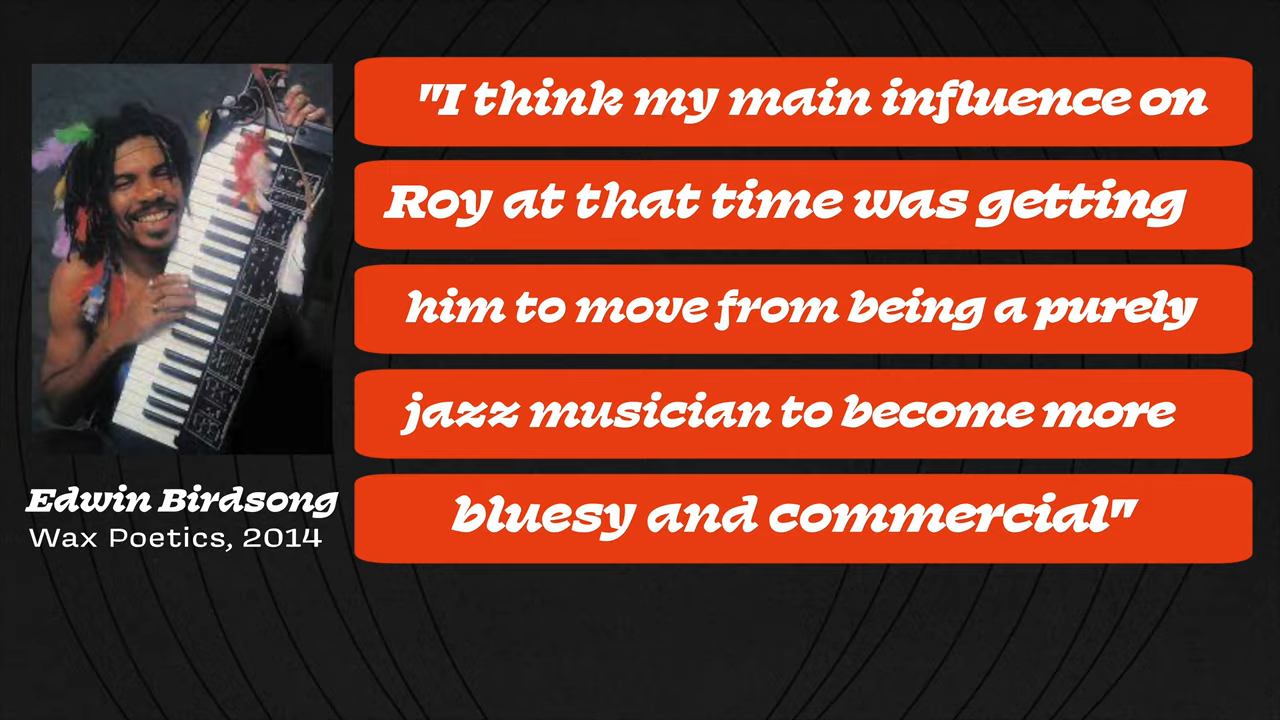 "I think my main influence on
Roy at that time was getting
him to move from being a purely
jazz musician to become more
bluesy and commercial"
Edwin Birdsong
Wax Poetics, 2014